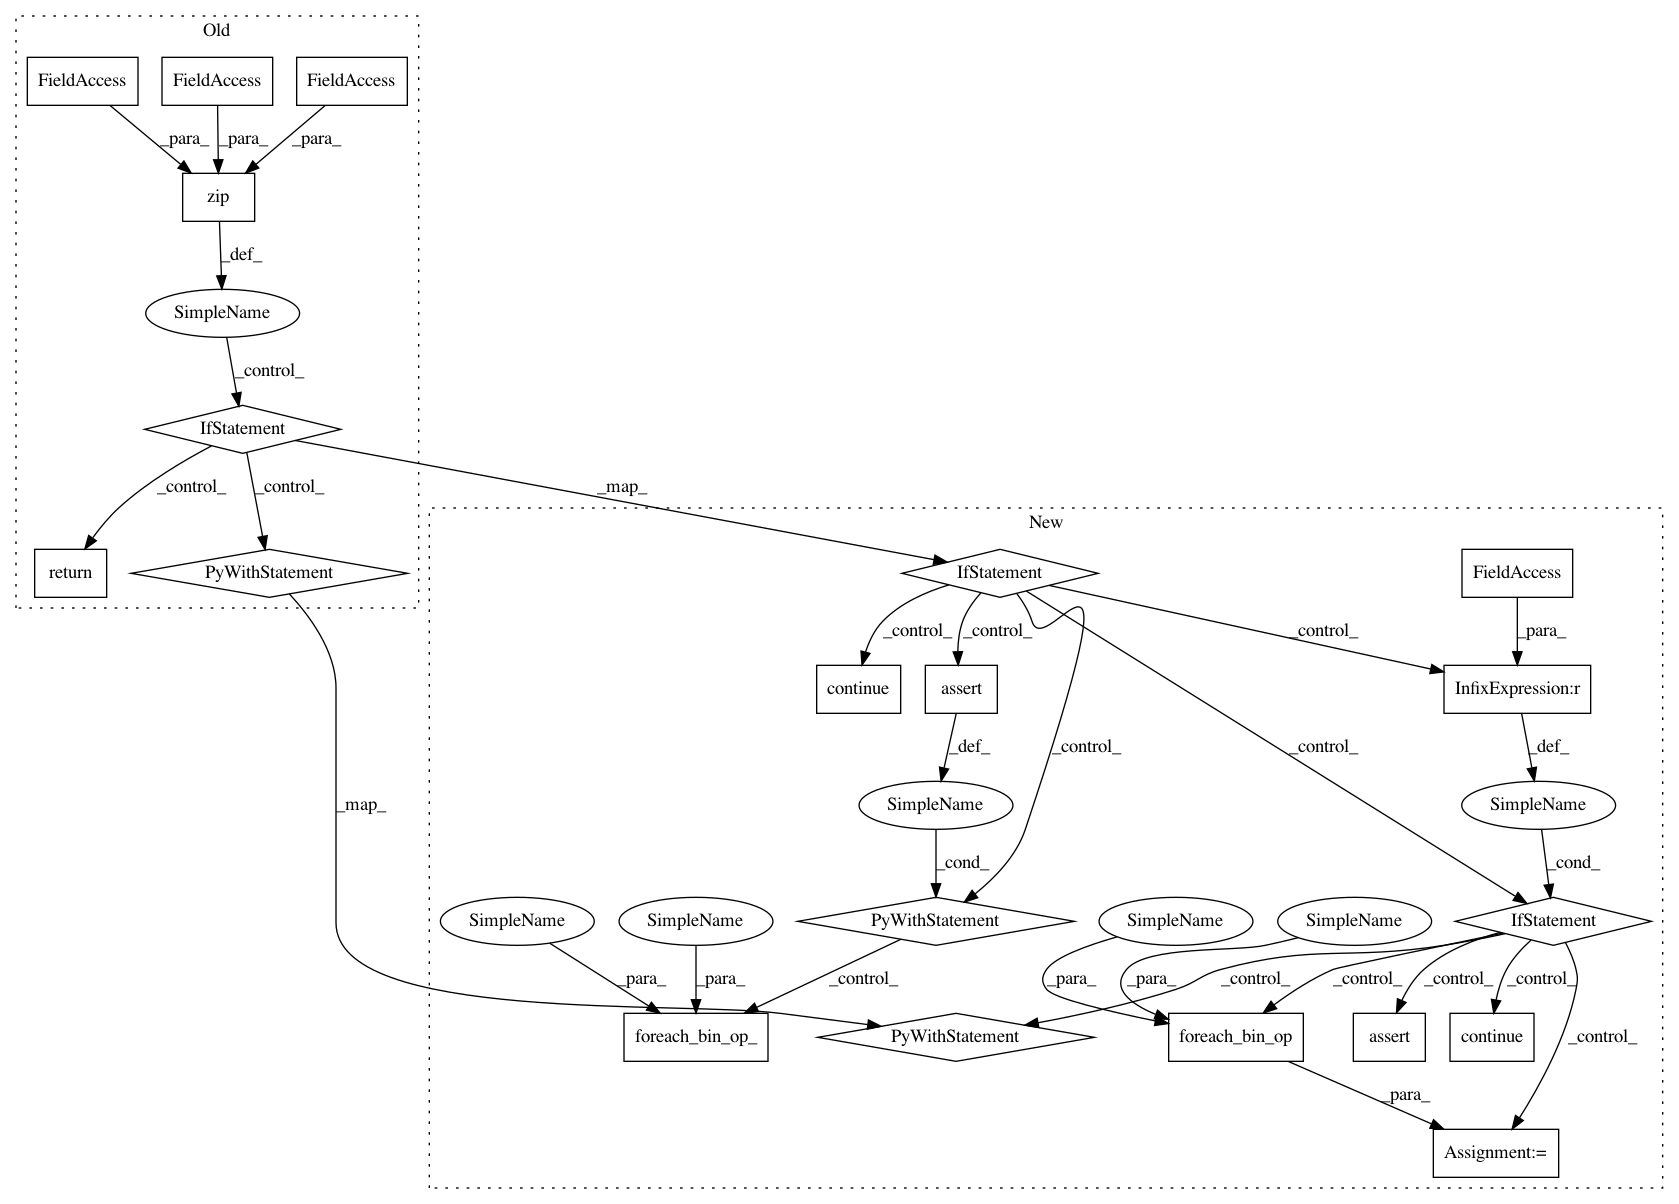 Old
FieldAccess FieldAccess FieldAccess
_para_ _para_ _para_
zip
_def_
SimpleName
_control_
IfStatement
_control_ _control_ _map_
return PyWithStatement
New
IfStatement FieldAccess
_control_ _control_ _control_ _para_
continue assert InfixExpression:r
_def_ _control_ _control_ _def_
_map_ SimpleName SimpleName
_cond_ _cond_
SimpleName SimpleName PyWithStatement SimpleName SimpleName IfStatement
_para_ _para_ _control_ _para_ _para_ _control_ _control_ _control_ _control_
foreach_bin_op_ PyWithStatement foreach_bin_op assert continue _control_
_para_
Assignment:=